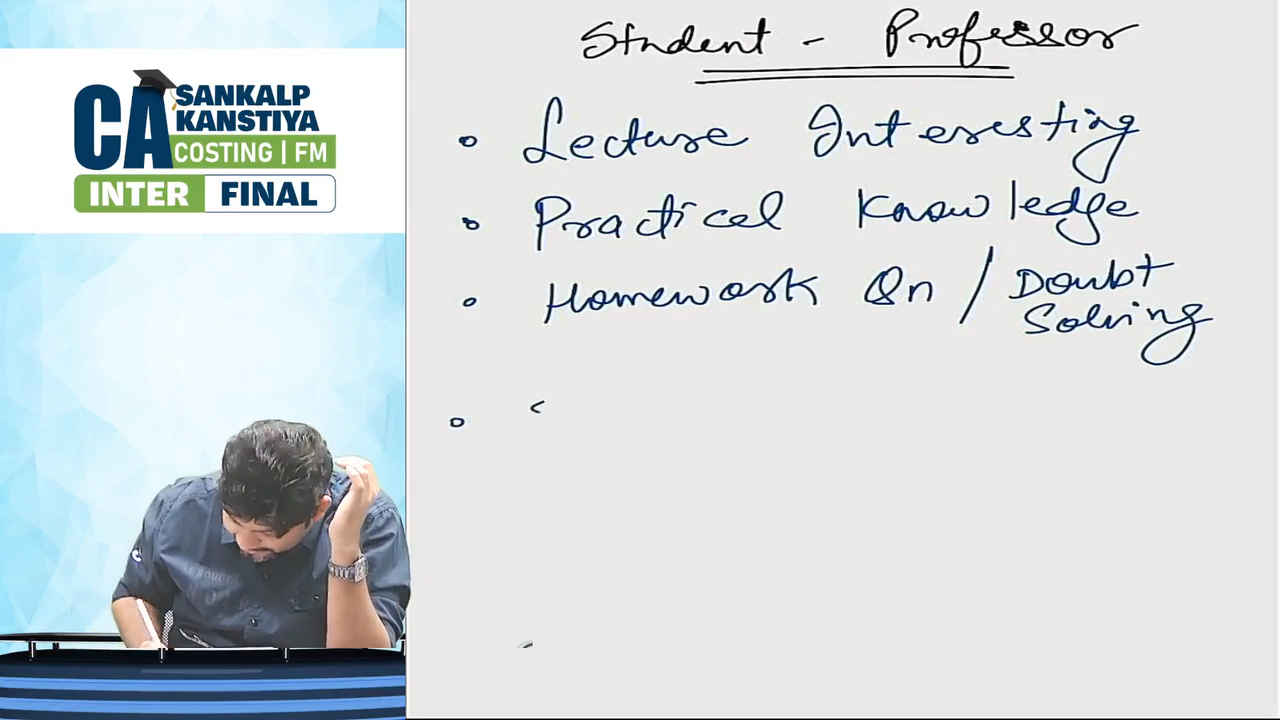 CA SANKALP
KANSTIYA
COSTING | FM
INTER FINAL
Student - Professor
• Lecture Interesting
• Practical Knowledge
• Homework Qn / Doubt
Solving
•